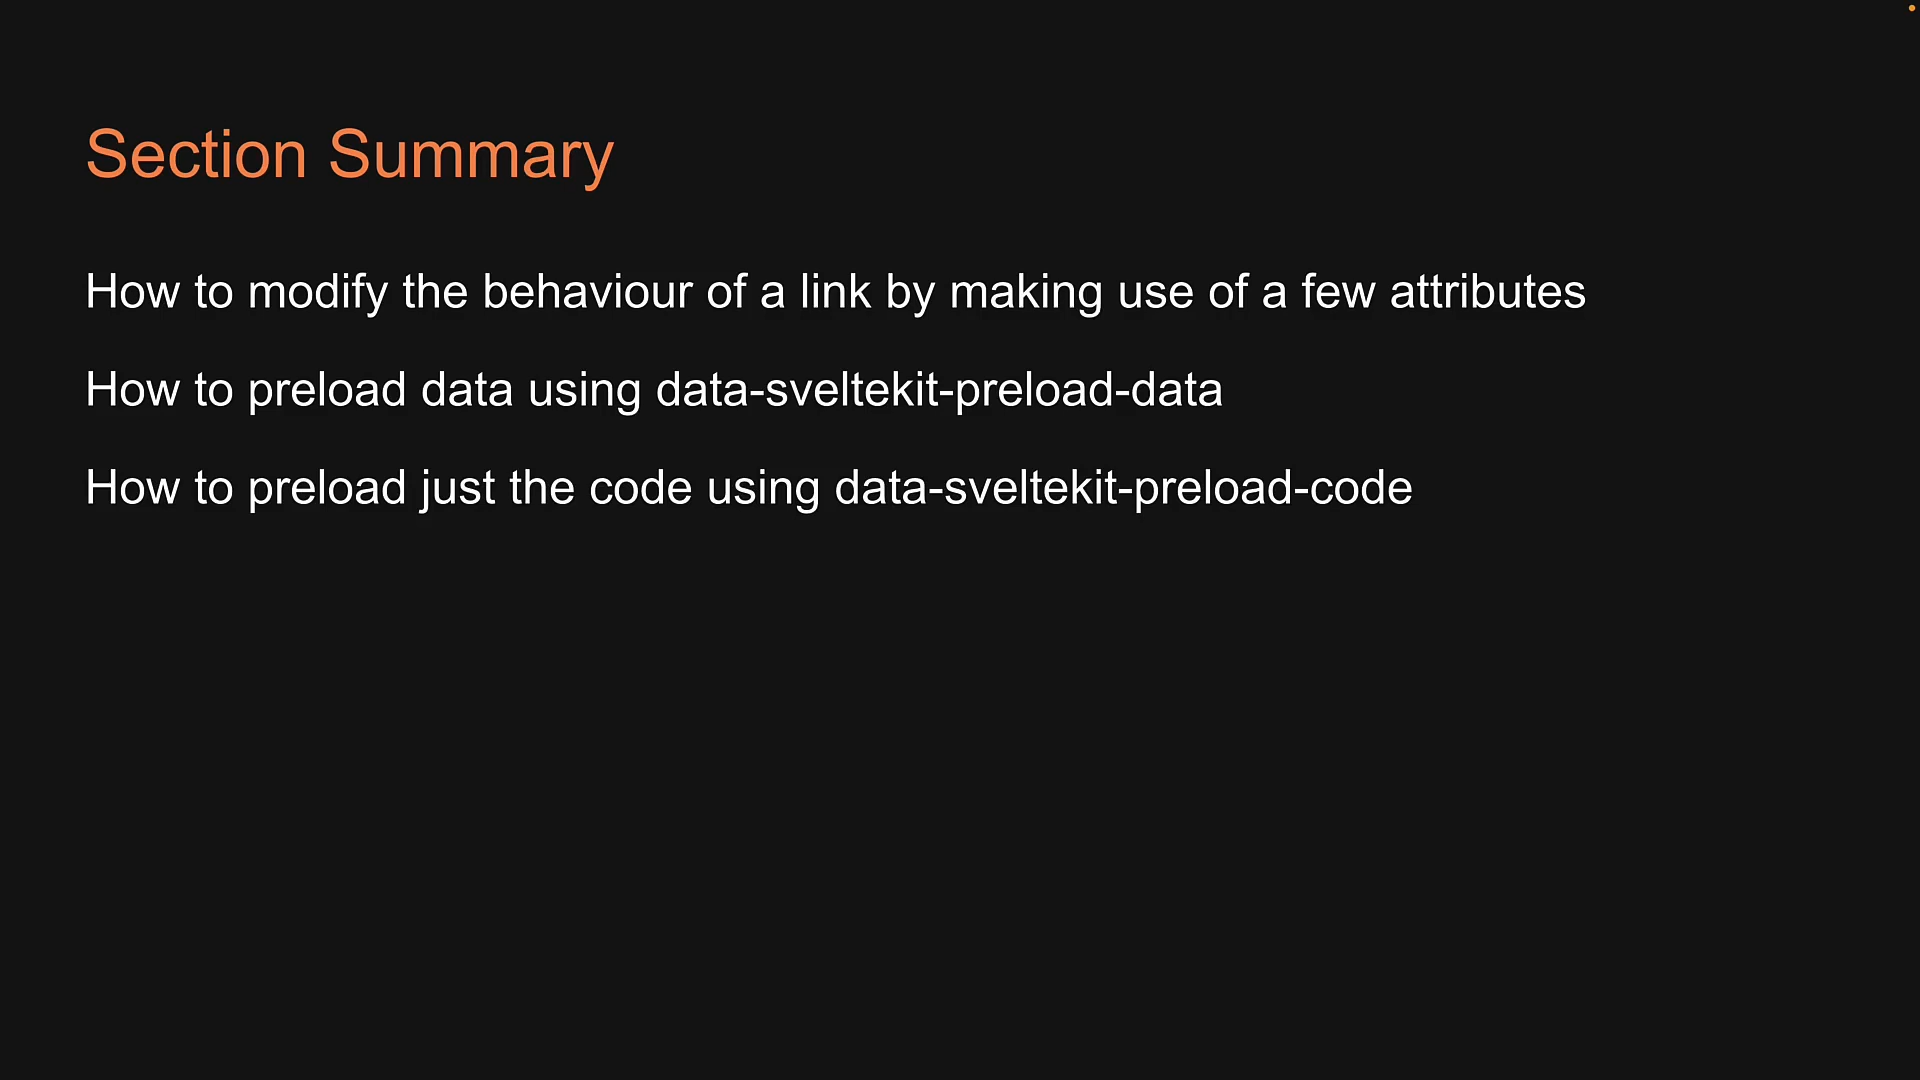 Section Summary
How to modify the behaviour of a link by making use of a few attributes
How to preload data using data-sveltekit-preload-data
How to preload just the code using data-sveltekit-preload-code